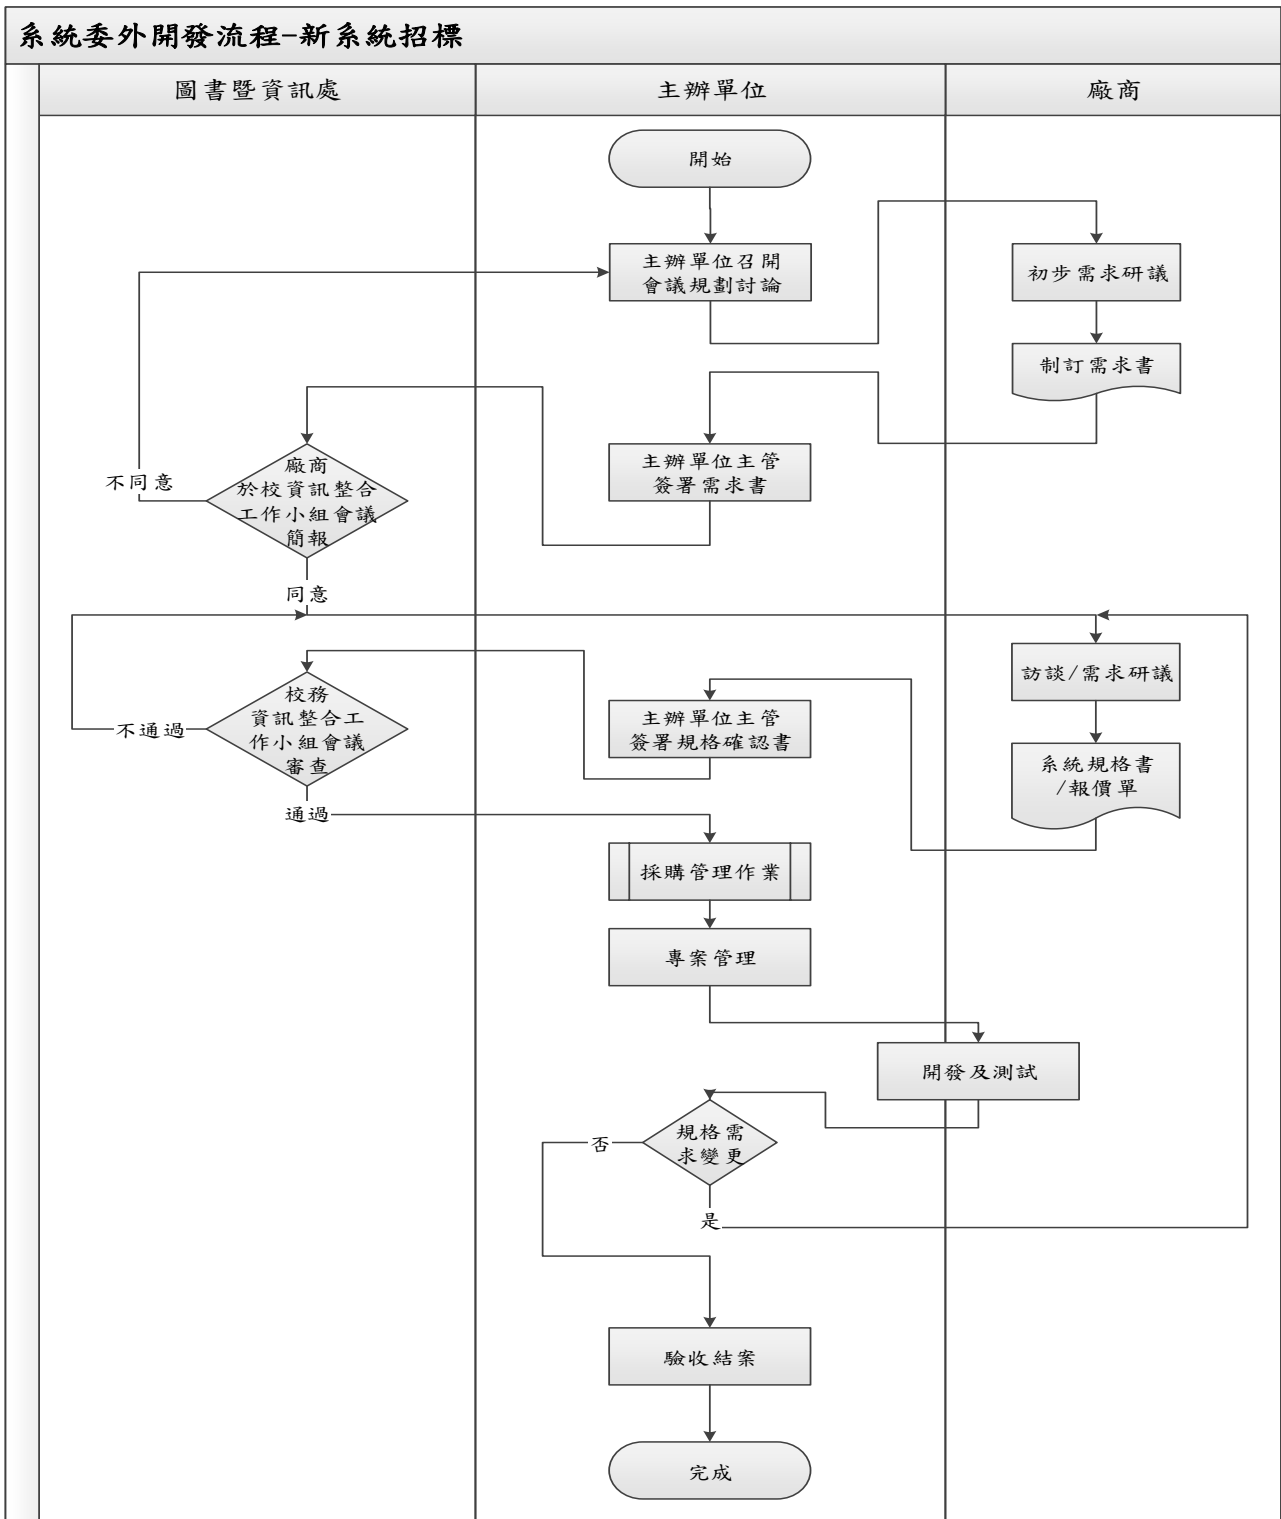 系統委外開發流程-新系統招標
圖書暨資訊處
主辦單位
廠商
開始
主辦單位召開
會議規劃討論
初步需求研議
制訂需求書
主辦單位主管
簽署需求書
廠商
於校資訊整合
工作小組會議
簡報
不同意
同意
訪談/需求研議
系統規格書
/報價單
主辦單位主管
簽署規格確認書
校務
資訊整合工
作小組會議
審查
不通過
通過
採購管理作業
專案管理
開發及測試
規格需
求變更
否
是
驗收結案
完成